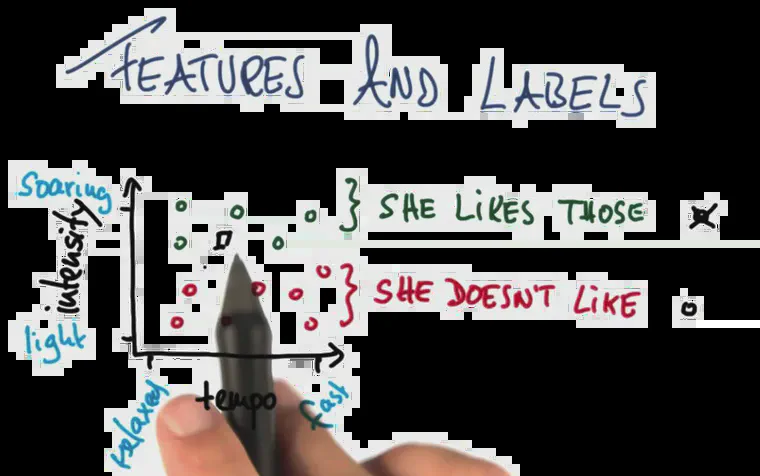 FEATURES AND LABELS
Soaring
intensity
light
SHE LIKES THOSE
SHE DOESN'T LIKE
relaxed
tempo
fast